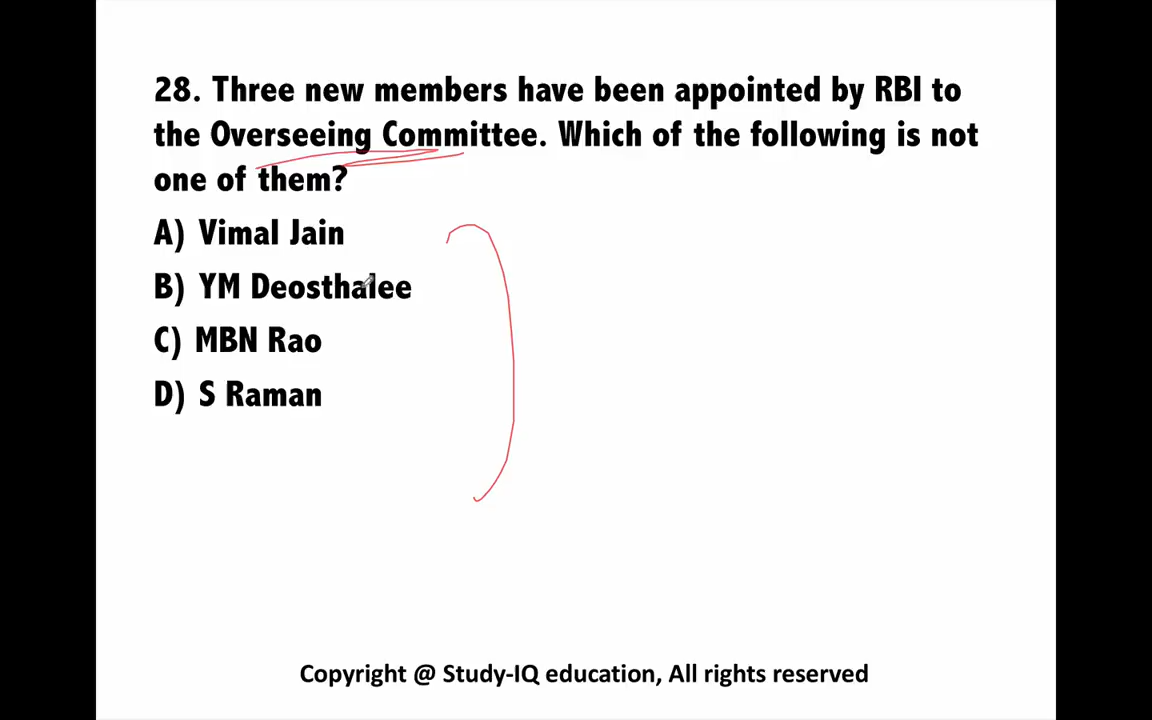 28. Three new members have been appointed by RBI to
the Overseeing Committee. Which of the following is not
one of them?
A) Vimal Jain
B) YM Deosthalee
C) MBN Rao
D) S Raman
Copyright @ Study-IQ education, All rights reserved